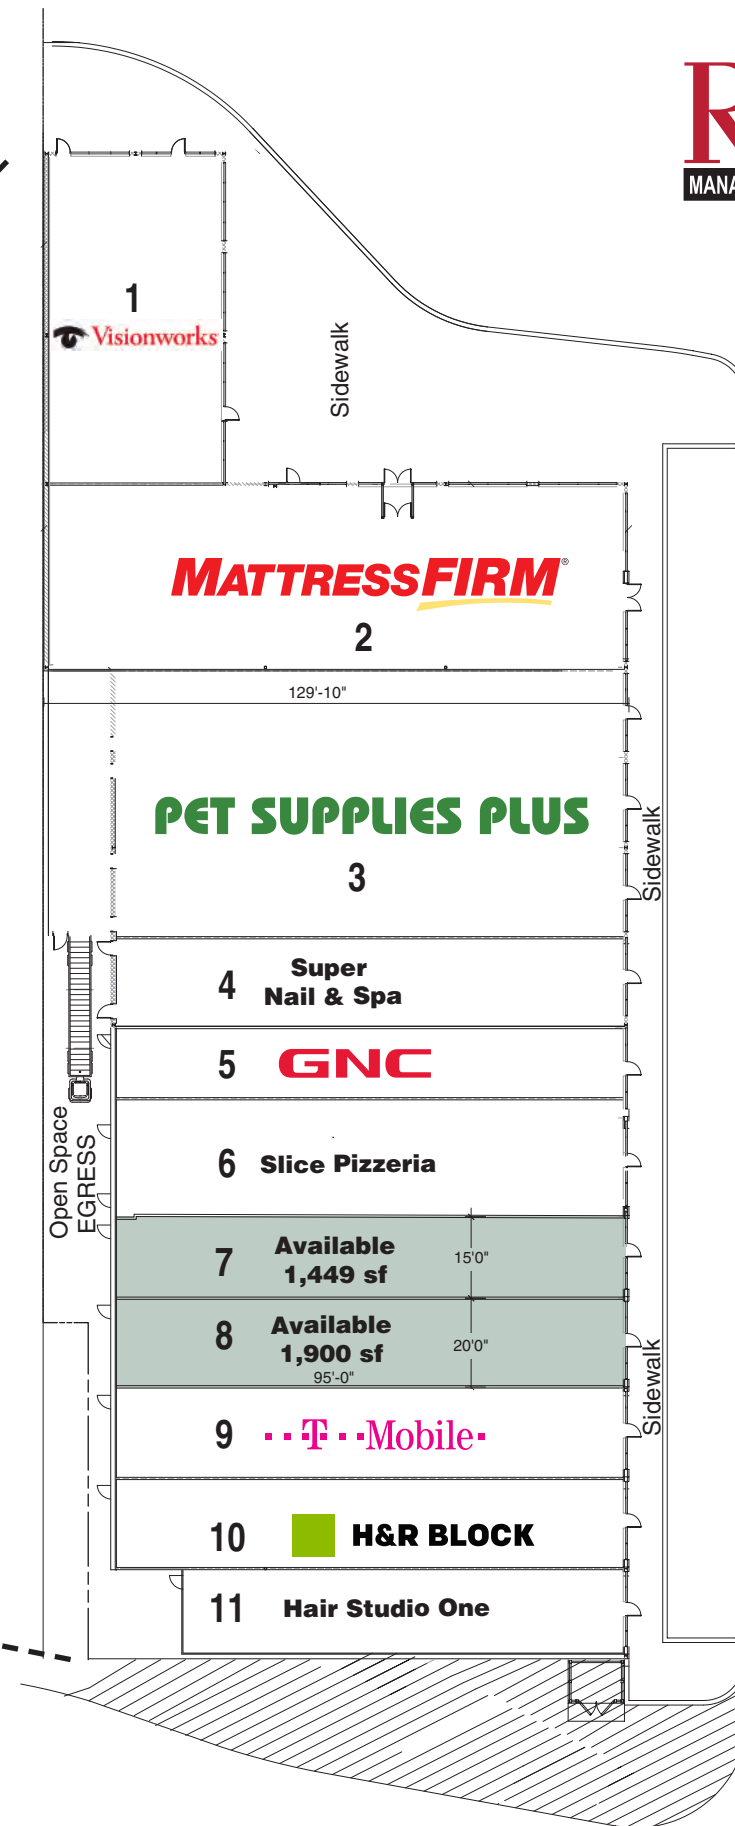 R
MANA
1
Visionworks
Sidewalk
MATTRESSFIRM®
2
129'-10"
PET SUPPLIES PLUS
3
Sidewalk
4 Super
Nail & Spa
5 GNC
Open Space
EGRESS
6 Slice Pizzeria
7 Available
1,449 sf
15'0"
8 Available
1,900 sf
20'0"
95'-0"
Sidewalk
9 T Mobile
10 H&R BLOCK
11 Hair Studio One